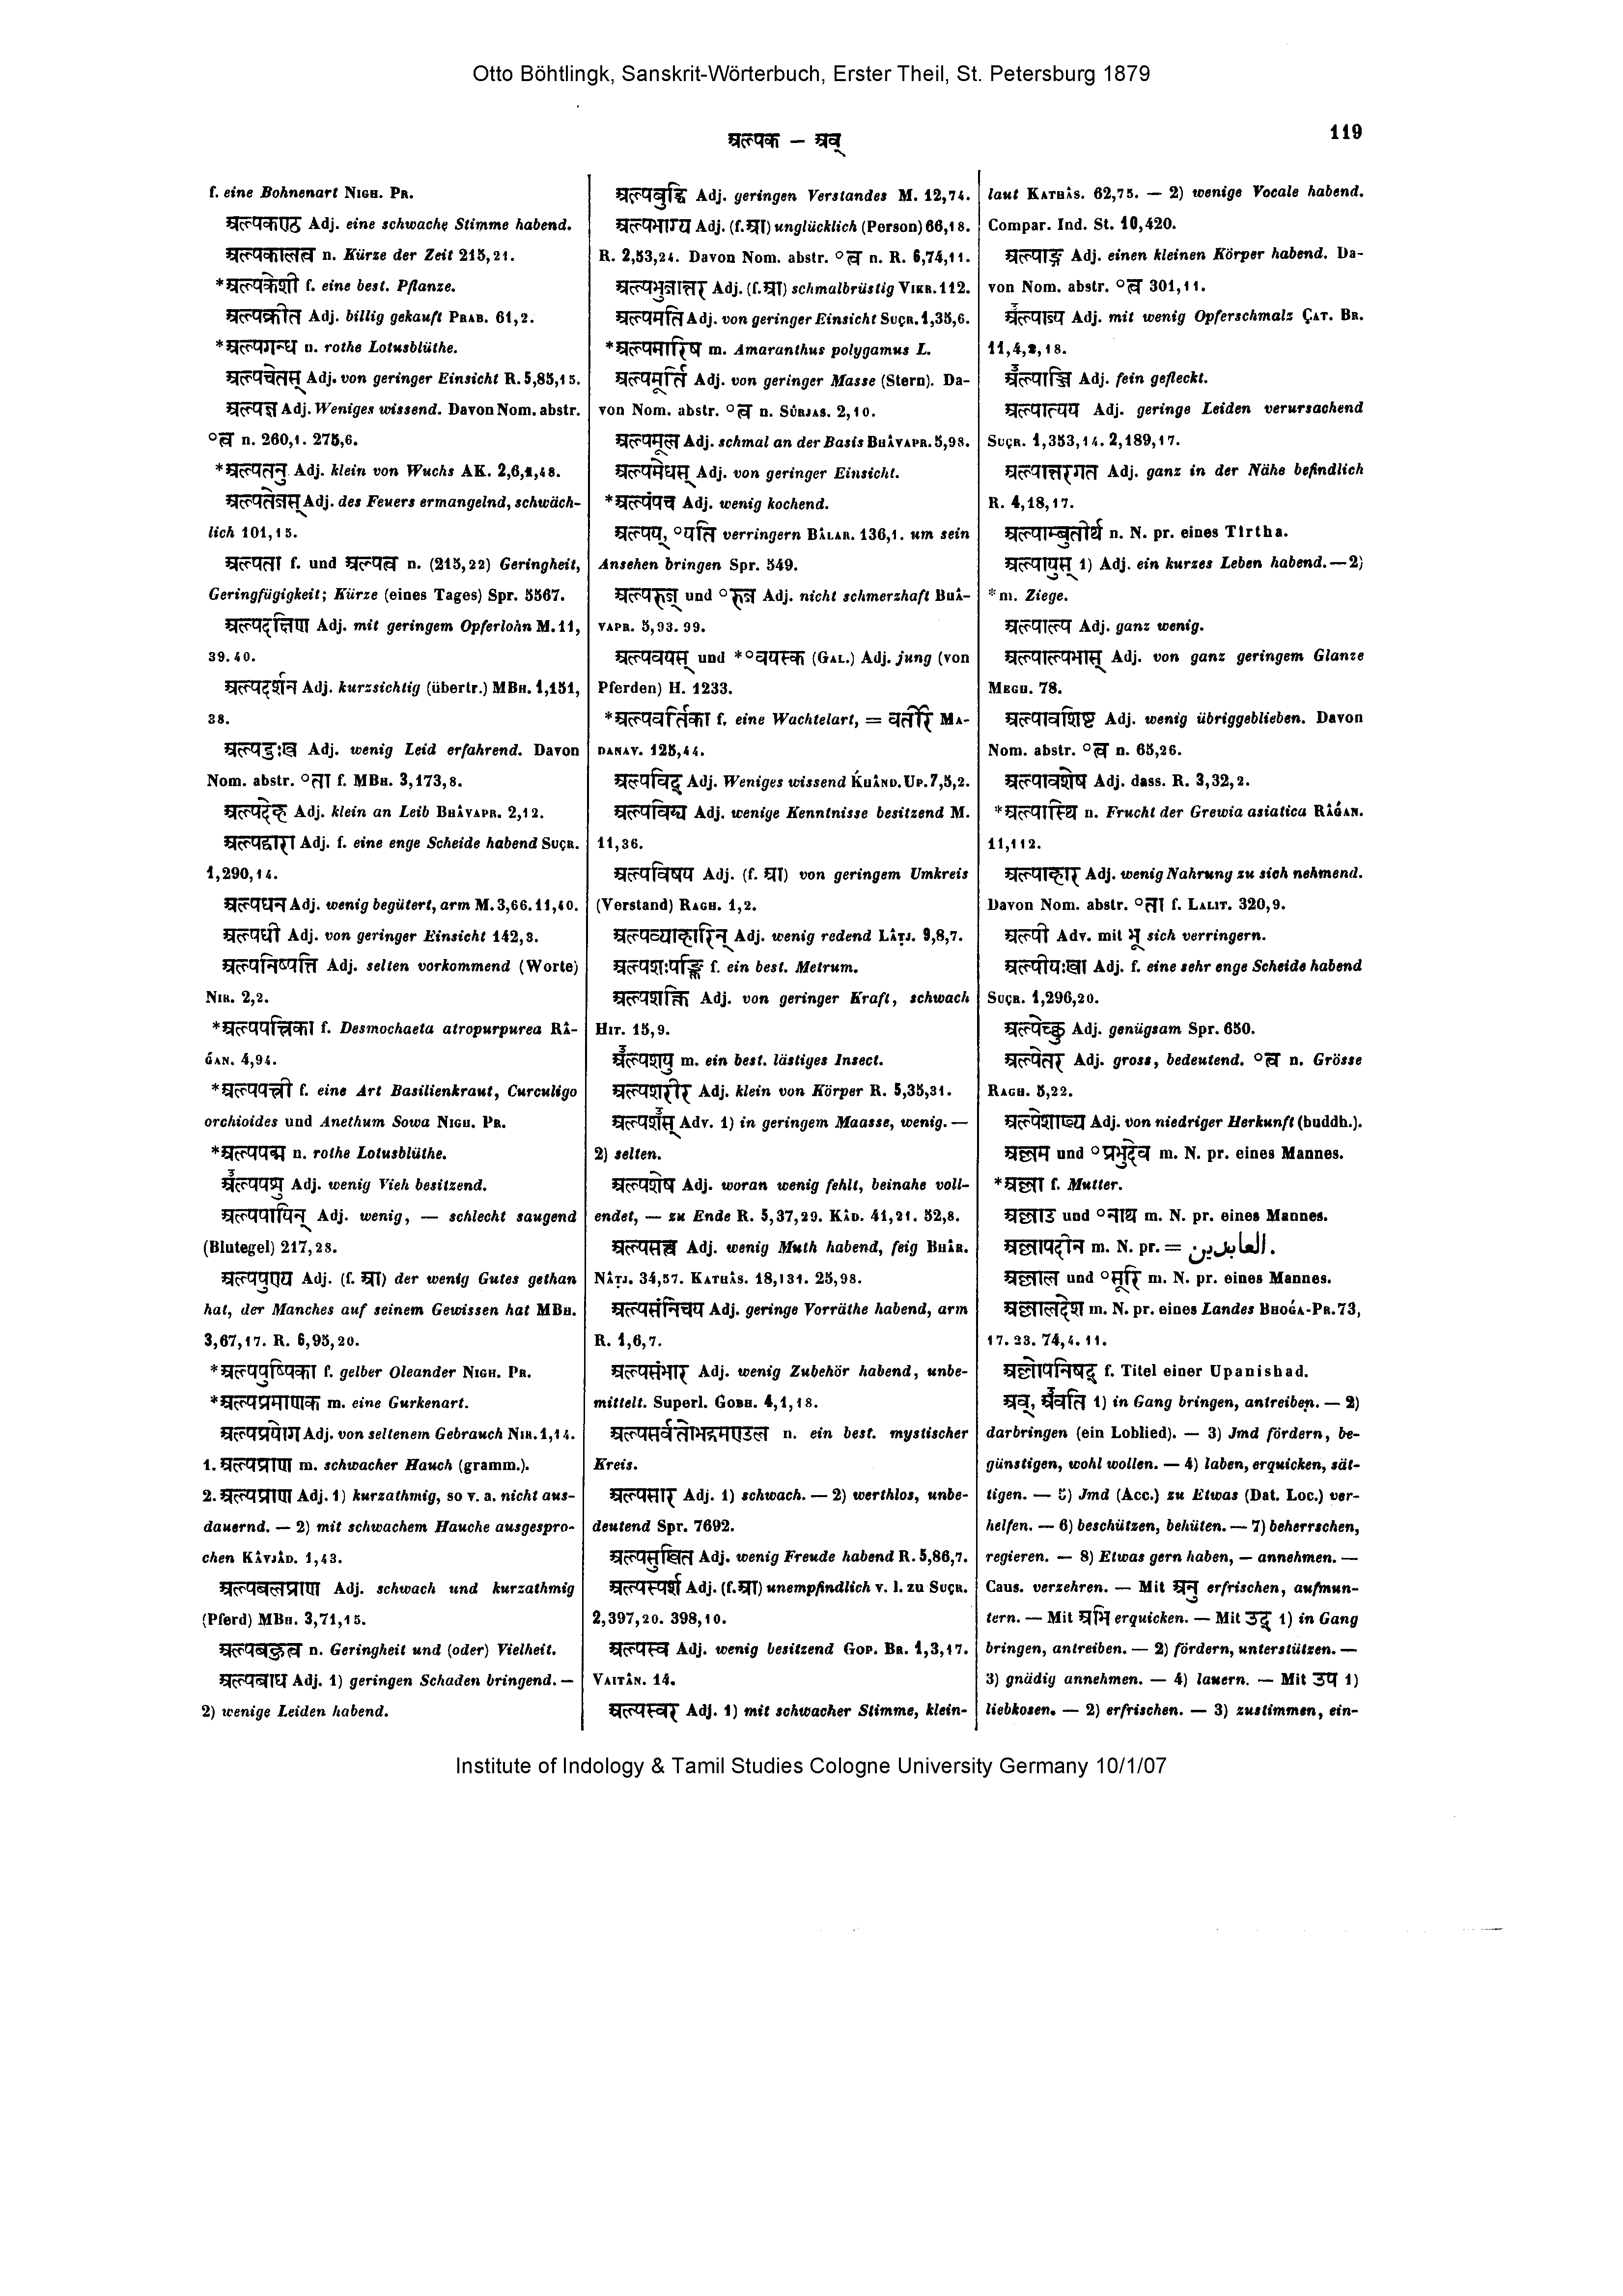 Otto Böhtlingk, Sanskrit-Wörterbuch, Erster Theil, St. Petersburg 1879
अल्पक – अव्
119
f. eine Bohnenart NIGH. PR.
अल्पकण्ठ Adj. eine schwache Stimme habend.
अल्पकालत्व n. Kürze der Zeit 215,21.
*अल्पकेशी f. eine best. Pflanze.
अल्पक्रीत Adj. billig gekauft PRAB. 61,2.
*अल्पगन्ध n. rothe Lotusblüthe.
अल्पचेतस् Adj. von geringer Einsicht R. 5,85,15.
अल्पज्ञ Adj. Weniges wissend. Davon Nom. abstr.
°त्व n. 260,1. 275,6.
*अल्पतनु Adj. klein von Wuchs AK. 2,6,1,48.
अल्पतेजस् Adj. des Feuers ermangelnd, schwäch-
lich 101,15.
अल्पता f. und अल्पत्व n. (215,22) Geringheit,
Geringfügigkeit; Kürze (eines Tages) Spr. 5567.
अल्पदक्षिण Adj. mit geringem Opferlohn M. 11,
39. 40.
अल्पदर्शन Adj. kurzsichtig (übertr.) MBH. 1,151,
38.
अल्पदुःख Adj. wenig Leid erfahrend. Davon
Nom. abstr. °ता f. MBH. 3,173,8.
अल्पदेह Adj. klein an Leib BHÂVAPR. 2,12.
अल्पद्वारा Adj. f. eine enge Scheide habend SUÇR.
1,290,14.
अल्पधन Adj. wenig begütert, arm M. 3,66. 11,40.
अल्पधी Adj. von geringer Einsicht 142,3.
अल्पनिष्पत्ति Adj. selten vorkommend (Worte)
NIR. 2,2.
*अल्पपत्त्रिका f. Desmochaeta atropurpurea RÂ-
ǴAN. 4,94.
*अल्पपत्त्री f. eine Art Basilienkraut, Curculigo
orchioides und Anethum Sowa NIGH. PR.
*अल्पपद्म n. rothe Lotusblüthe.
अल्पपशु Adj. wenig Vieh besitzend.
अल्पपायिन् Adj. wenig, — schlecht saugend
(Blutegel) 217,28.
अल्पपुण्य Adj. (f. आ) der wenig Gutes gethan
hat, der Manches auf seinem Gewissen hat MBH.
3,67,17. R. 6,95,20.
*अल्पपुष्पिका f. gelber Oleander NIGH. PR.
*अल्पप्रमाणक m. eine Gurkenart.
अल्पप्रयोग Adj. von seltenem Gebrauch NIR. 1,14.
1. अल्पप्राण m. schwacher Hauch (gramm.).
2. अल्पप्राण Adj. 1) kurzathmig, so v. a. nicht aus-
dauernd. — 2) mit schwachem Hauche ausgespro-
chen KÂVJÂD. 1,43.
अल्पबलप्राण Adj. schwach und kurzathmig
(Pferd) MBH. 3,71,15.
अल्पबहुत्व n. Geringheit und (oder) Vielheit.
अल्पबाध Adj. 1) geringen Schaden bringend. —
2) wenige Leiden habend.
अल्पबुद्धि Adj. geringen Verstandes M. 12,74.
अल्पभाग्य Adj. (f. आ) unglücklich (Person) 66,18.
R. 2,53,24. Davon Nom. abstr. °त्व n. R. 6,74,11.
अल्पभुजान्तर Adj. (f. आ) schmalbrüstig VIKR. 112.
अल्पमति Adj. von geringer Einsicht SUÇR. 1,35,6.
*अल्पमारिष m. Amaranthus polygamus L.
अल्पमूर्ति Adj. von geringer Masse (Stern). Da-
von Nom. abstr. °त्व n. SÛRJAS. 2,10.
अल्पमूल Adj. schmal an der Basis BHÂVAPR. 5,98.
अल्पमेधस् Adj. von geringer Einsicht.
*अल्पंपच Adj. wenig kochend.
अल्पय्, °यति verringern BÂLAR. 136,1. um sein
Ansehen bringen Spr. 549.
अल्परुज् und °रुज Adj. nicht schmerzhaft BHÂ-
VAPR. 5,93. 99.
अल्पवयस् und *°वयस्क (GAL.) Adj. jung (von
Pferden) H. 1233.
*अल्पवर्तिका f. eine Wachtelart, = वर्तीर MA-
DANAV. 125,44.
अल्पविद् Adj. Weniges wissend ḰHÂND. UP. 7,5,2.
अल्पविद्य Adj. wenige Kenntnisse besitzend M.
11,36.
अल्पविषय Adj. (f. आ) von geringem Umkreis
(Verstand) RAGH. 1,2.
अल्पव्याहारिन् Adj. wenig redend LÂṬJ. 9,8,7.
अल्पशःपङ्क्ति f. ein best. Metrum.
अल्पशक्ति Adj. von geringer Kraft, schwach
HIT. 15,9.
अल्पशयु m. ein best. lästiges Insect.
अल्पशरीर Adj. klein von Körper R. 5,35,31.
अल्पशस् Adv. 1) in geringem Maasse, wenig. —
2) selten.
अल्पशेष Adj. woran wenig fehlt, beinahe voll-
endet, — zu Ende R. 5,37,29. KÂD. 41,21. 52,8.
अल्पसत्त्व Adj. wenig Muth habend, feig BHÂR.
NÂṬJ. 34,57. KATHÂS. 18,131. 25,98.
अल्पसंनिचय Adj. geringe Vorräthe habend, arm
R. 1,6,7.
अल्पसंभार Adj. wenig Zubehör habend, unbe-
mittelt. Superl. GOBH. 4,1,18.
अल्पसर्वतोभद्रमण्डल n. ein best. mystischer
Kreis.
अल्पसार Adj. 1) schwach. — 2) werthlos, unbe-
deutend Spr. 7692.
अल्पसुखित Adj. wenig Freude habend R. 5,86,7.
अल्पस्पर्श Adj. (f. आ) unempfindlich v. l. zu SUÇR.
2,397,20. 398,10.
अल्पस्व Adj. wenig besitzend GOP. BR. 1,3,17.
VAITÂN. 14.
अल्पस्वर Adj. 1) mit schwacher Stimme, klein-
laut KATHÂS. 62,75. — 2) wenige Vocale habend.
Compar. Ind. St. 10,420.
अल्पाङ्ग Adj. einen kleinen Körper habend. Da-
von Nom. abstr. °त्व 301,11.
अल्पाज्य Adj. mit wenig Opferschmalz ÇAT. BR.
11,4,2,18.
अल्पाञ्जि Adj. fein gefleckt.
अल्पात्यय Adj. geringe Leiden verursachend
SUÇR. 1,353,14. 2,189,17.
अल्पान्तरगत Adj. ganz in der Nähe befindlich
R. 4,18,17.
अल्पाम्बुतीर्थ n. N. pr. eines Tîrtha.
अल्पायुस् 1) Adj. ein kurzes Leben habend. — 2)
*m. Ziege.
अल्पाल्प Adj. ganz wenig.
अल्पाल्पभास् Adj. von ganz geringem Glanze
MEGH. 78.
अल्पावशिष्ट Adj. wenig übriggeblieben. Davon
Nom. abstr. °त्व n. 65,26.
अल्पावशेष Adj. dass. R. 3,32,2.
*अल्पास्थि n. Frucht der Grewia asiatica RÂǴAN.
11,112.
अल्पाहार Adj. wenig Nahrung zu sich nehmend.
Davon Nom. abstr. °ता f. LALIT. 320,9.
अल्पी Adv. mit भू sich verringern.
अल्पीयःखा Adj. f. eine sehr enge Scheide habend
SUÇR. 1,296,20.
अल्पेच्छु Adj. genügsam Spr. 650.
अल्पेतर Adj. gross, bedeutend. °त्व n. Grösse
RAGH. 5,22.
अल्पेशाख्य Adj. von niedriger Herkunft (buddh.).
अल्लम und °प्रभुदेव m. N. pr. eines Mannes.
*अल्ला f. Mutter.
अल्लाड und °नाथ m. N. pr. eines Mannes.
अल्लापदीन m. N. pr. = العابدين.
अल्लाल und °सूरि m. N. pr. eines Mannes.
अल्लालदेश m. N. pr. eines Landes BHOǴA-PR. 73,
17. 23. 74,4. 11.
अल्लोपनिषद् f. Titel einer Upanishad.
अव्, अवति 1) in Gang bringen, antreiben. — 2)
darbringen (ein Loblied). — 3) Jmd fördern, be-
günstigen, wohl wollen. — 4) laben, erquicken, sät-
tigen. — 5) Jmd (Acc.) zu Etwas (Dat. Loc.) ver-
helfen. — 6) beschützen, behüten. — 7) beherrschen,
regieren. — 8) Etwas gern haben, — annehmen. —
Caus. verzehren. — Mit अनु erfrischen, aufmun-
tern. — Mit अभि erquicken. — Mit उद् 1) in Gang
bringen, antreiben. — 2) fördern, unterstützen. —
3) gnädig annehmen. — 4) lauern. — Mit उप 1)
liebkosen. — 2) erfrischen. — 3) zustimmen, ein-
Institute of Indology & Tamil Studies Cologne University Germany 10/1/07